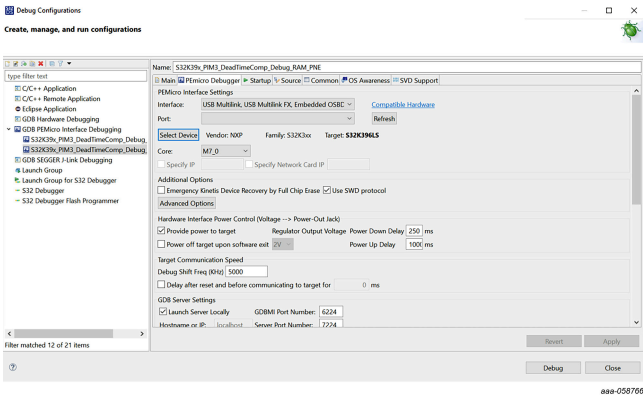 Debug Configurations
Create, manage, and run configurations
type filter text
C/C++ Application
C/C++ Remote Application
Eclipse Application
GDB Hardware Debugging
GDB PEMicro Interface Debugging
S32K39x_PIM3_DeadTimeComp_Debug_
S32K39x_PIM3_DeadTimeComp_Debug_
GDB SEGGER J-Link Debugging
Launch Group
Launch Group for S32 Debugger
S32 Debugger
S32 Debugger Flash Programmer
Filter matched 12 of 21 items
Name: S32K39x_PIM3_DeadTimeComp_Debug_RAM_PNE
Main PEmicro Debugger Startup Source Common OS Awareness SVD Support
PEMicro Interface Settings
Interface: USB Multilink, USB Multilink FX, Embedded OSBD Compatible Hardware
Port: Refresh
Select Device Vendor: NXP Family: S32K3xx Target: S32K396LS
Core: M7_0
Specify IP Specify Network Card IP
Additional Options
Emergency Kinetis Device Recovery by Full Chip Erase Use SWD protocol
Advanced Options
Hardware Interface Power Control (Voltage --> Power-Out Jack)
Provide power to target Regulator Output Voltage Power Down Delay 250 ms
Power off target upon software exit 2V Power Up Delay 100 ms
Target Communication Speed
Debug Shift Freq (KHz) 5000
Delay after reset and before communicating to target for 0 ms
GDB Server Settings
Launch Server Locally GDBMI Port Number: 6224
Hostname or IP: localhost Server Port Number: 7224
Revert Apply
Debug Close
aaa-058766